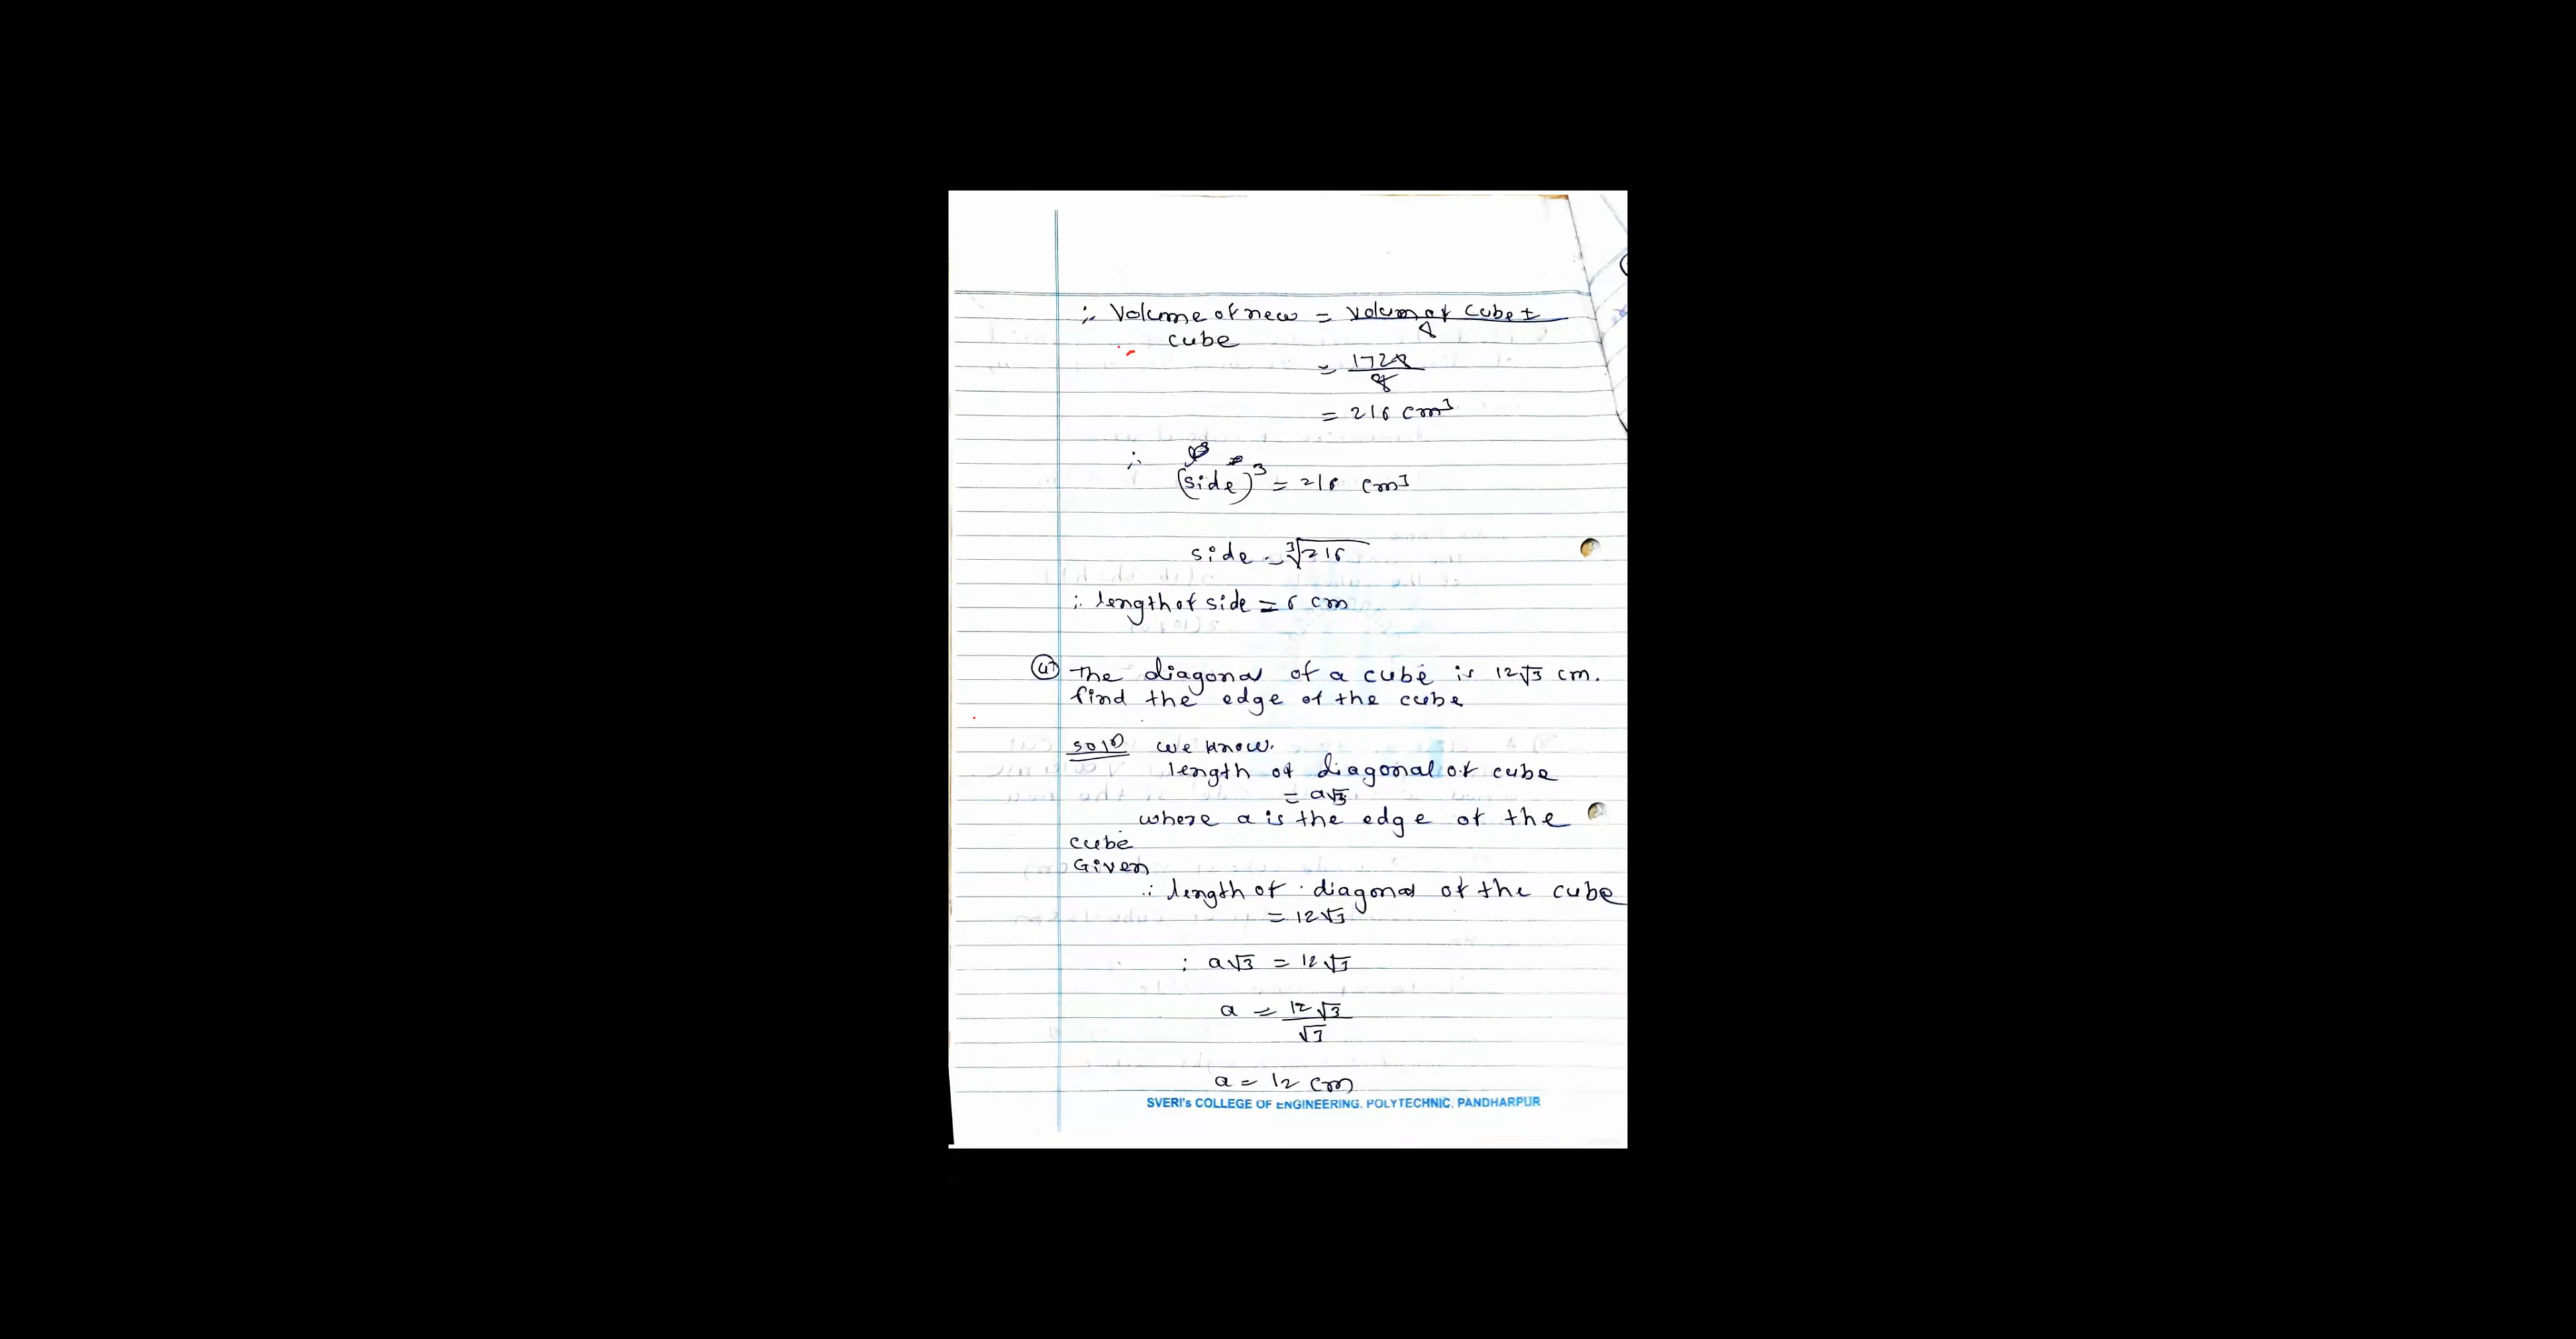 ∴ Volume of new = Volum of Cube I
cube 8
= 1728
8
= 216 cm³
∴
(side)³ = 216 cm³
side = ³√216
∴ length of side = 6 cm
④ The diagonal of a cube is 12√3 cm.
find the edge of the cube
solⁿ we know.
length of diagonal of cube
= a√3
where a is the edge of the
cube
Given
∴ length of diagonal of the cube
= 12√3
: a√3 = 12√3
a = 12√3
√3
a = 12 cm
SVERI's COLLEGE OF ENGINEERING. POLYTECHNIC, PANDHARPUR